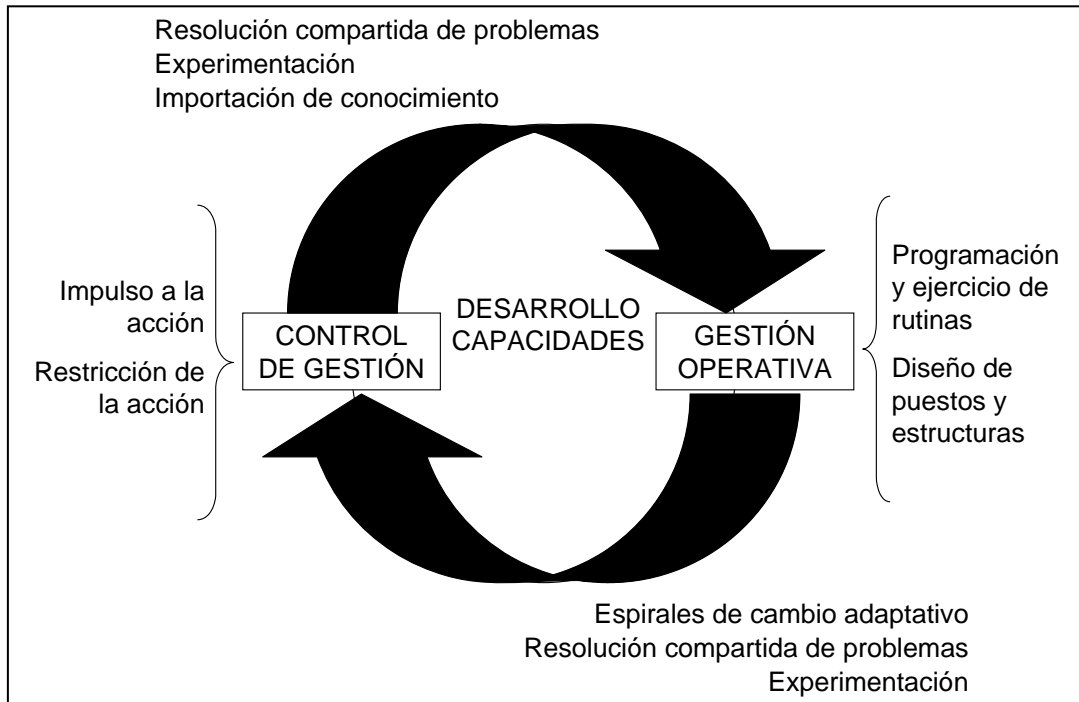 Resolución compartida de problemas
Experimentación
Importación de conocimiento
Impulso a la
acción
Restricción de
la acción
CONTROL
DE GESTIÓN
DESARROLLO
CAPACIDADES
GESTIÓN
OPERATIVA
Programación
y ejercicio de
rutinas
Diseño de
puestos y
estructuras
Espirales de cambio adaptativo
Resolución compartida de problemas
Experimentación